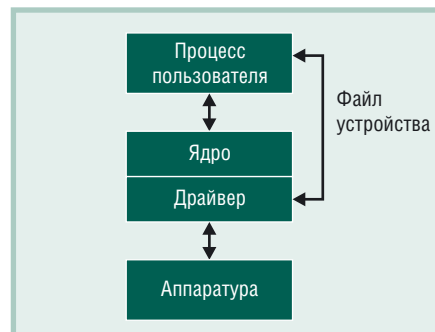 Процесс
пользователя
Файл
устройства
Ядро
Драйвер
Аппаратура